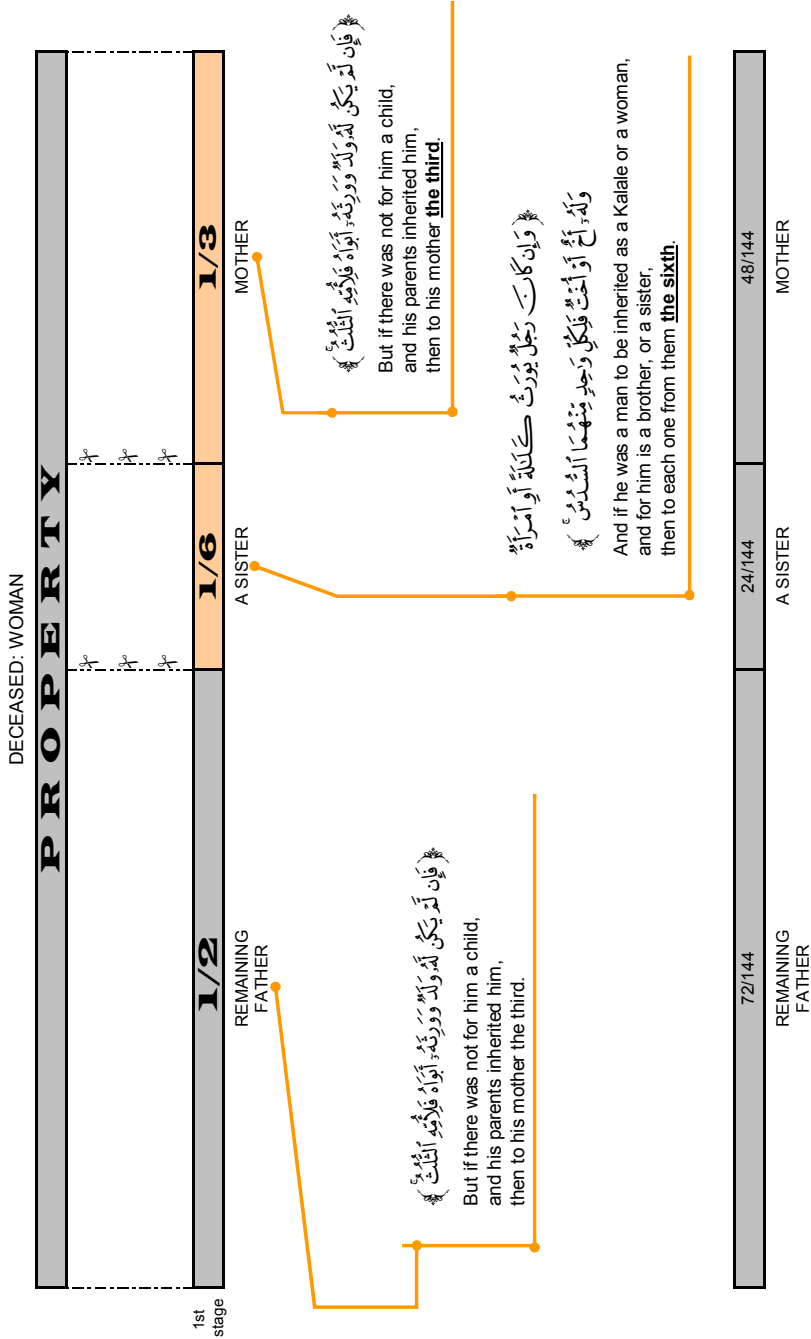 DECEASED: WOMAN
PROPERTY
1st
stage
1/2
1/6
1/3
REMAINING
FATHER
A SISTER
MOTHER
﴿ فَإِن لَّمْ يَكُن لَّهُۥ وَلَدٌ وَوَرِثَهُۥٓ أَبَوَاهُ فَلِأُمِّهِ ٱلثُّلُثُ ۚ ﴾
But if there was not for him a child,
and his parents inherited him,
then to his mother the third.
﴿ وَإِن كَانَ رَجُلٌ يُورَثُ كَلَـٰلَةً أَوِ ٱمْرَأَةٌ
وَلَهُۥٓ أَخٌ أَوْ أُخْتٌ فَلِكُلِّ وَٰحِدٍ مِّنْهُمَا ٱلسُّدُسُ ۚ ﴾
And if he was a man to be inherited as a Kalale or a woman,
and for him is a brother, or a sister,
then to each one from them the sixth.
﴿ فَإِن لَّمْ يَكُن لَّهُۥ وَلَدٌ وَوَرِثَهُۥٓ أَبَوَاهُ فَلِأُمِّهِ ٱلثُّلُثُ ۚ ﴾
But if there was not for him a child,
and his parents inherited him,
then to his mother the third.
72/144
24/144
48/144
REMAINING
FATHER
A SISTER
MOTHER